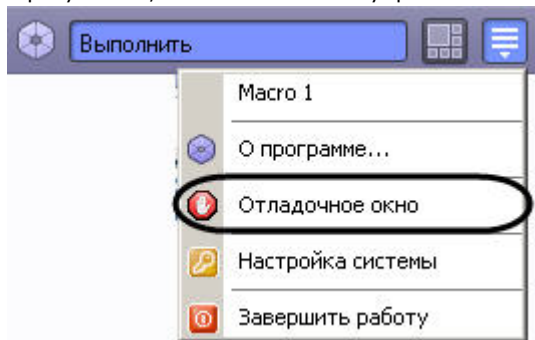 Выполнить
Macro 1
О программе...
Отладочное окно
Настройка системы
Завершить работу